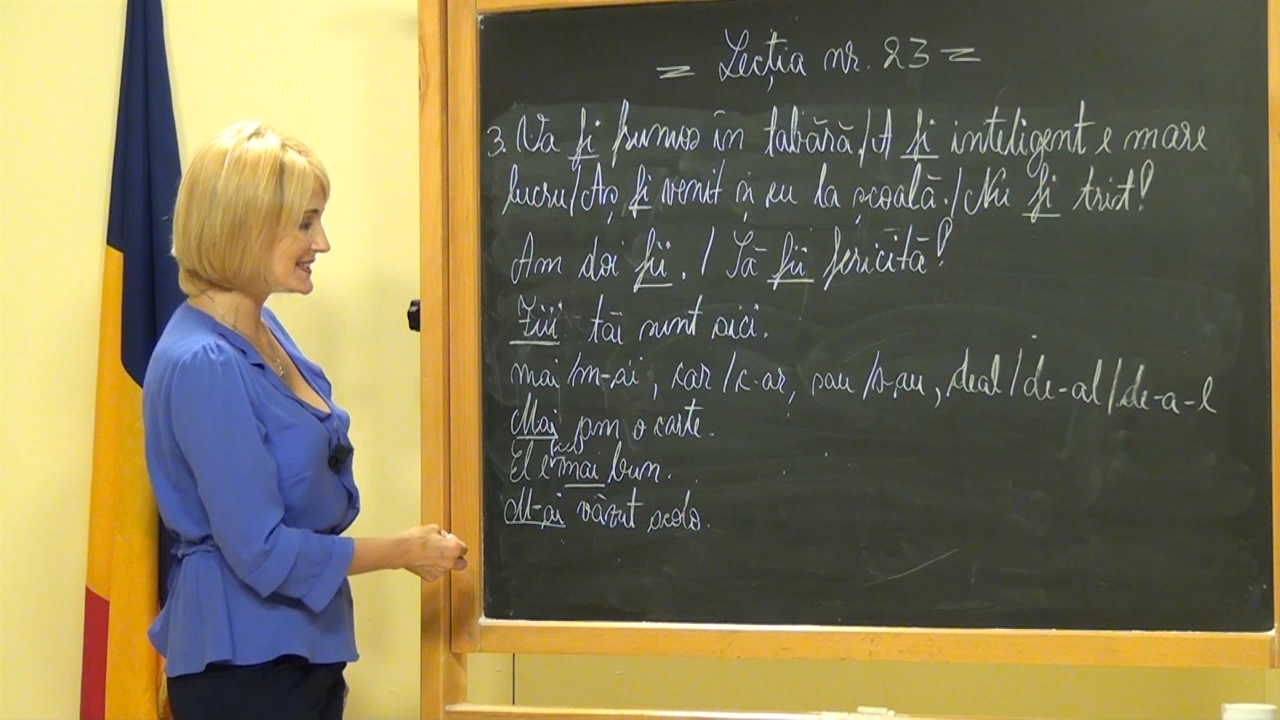 = Lecția nr. 23 =
3. Va fi frumos în tabără./A fi inteligent e mare
lucru/Aș fi venit și eu la școală./Nu fi trist!
Am doi fii. / Să fii fericită!
Fiii tăi sunt aici.
mai/m-ai, car/c-ar, sau/s-au, deal/de-al/de-a-l
Mai am o carte.
El e mai bun.
M-ai văzut acolo.